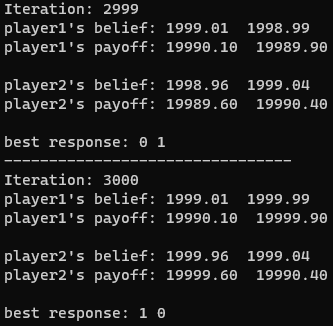 Iteration: 2999
player1's belief: 1999.01  1998.99
player1's payoff: 19990.10  19989.90
player2's belief: 1998.96  1999.04
player2's payoff: 19989.60  19990.40
best response: 0 1
--------------------------------
Iteration: 3000
player1's belief: 1999.01  1999.99
player1's payoff: 19990.10  19999.90
player2's belief: 1999.96  1999.04
player2's payoff: 19999.60  19990.40
best response: 1 0